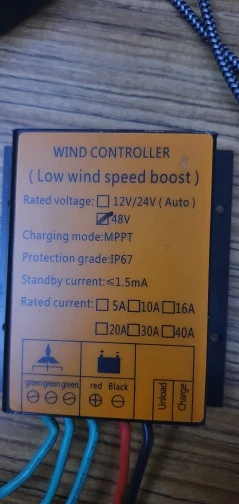 WIND CONTROLLER
( Low wind speed boost )
Rated voltage: 12V/24V ( Auto )
48V
Charging mode:MPPT
Protection grade:IP67
Standby current:≤1.5mA
Rated current: 5A 10A 16A
20A 30A 40A
green green green red Black
Unload Charge